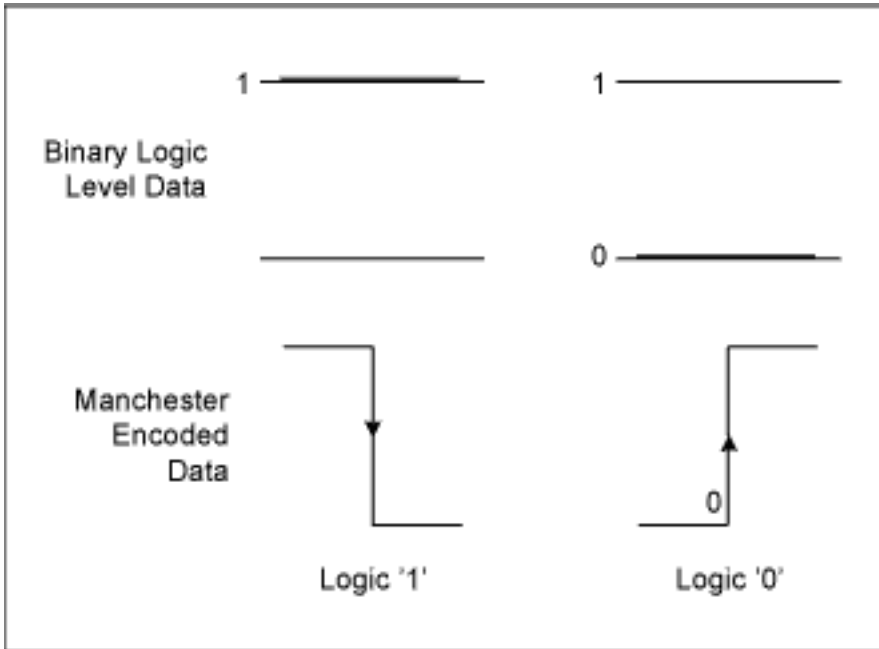 1
1
Binary Logic
Level Data
0
Manchester
Encoded
Data
0
Logic '1'
Logic '0'